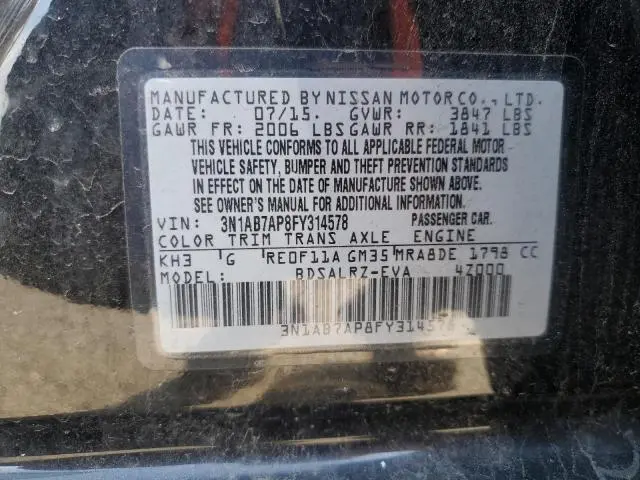 MANUFACTURED BY NISSAN MOTOR CO., LTD.
DATE: 07/15. GVWR: 3847 LBS
GAWR FR: 2006 LBS GAWR RR: 1841 LBS
THIS VEHICLE CONFORMS TO ALL APPLICABLE FEDERAL MOTOR
VEHICLE SAFETY, BUMPER AND THEFT PREVENTION STANDARDS
IN EFFECT ON THE DATE OF MANUFACTURE SHOWN ABOVE.
SEE OWNER'S MANUAL FOR ADDITIONAL INFORMATION.
VIN: 3N1AB7AP8FY314578 PASSENGER CAR.
COLOR TRIM TRANS AXLE ENGINE
KH3 G RE0F11A GM35 MRA8DE 1798 CC
MODEL: BDSALRZ-EVA 4Z000
3N1AB7AP8FY314578